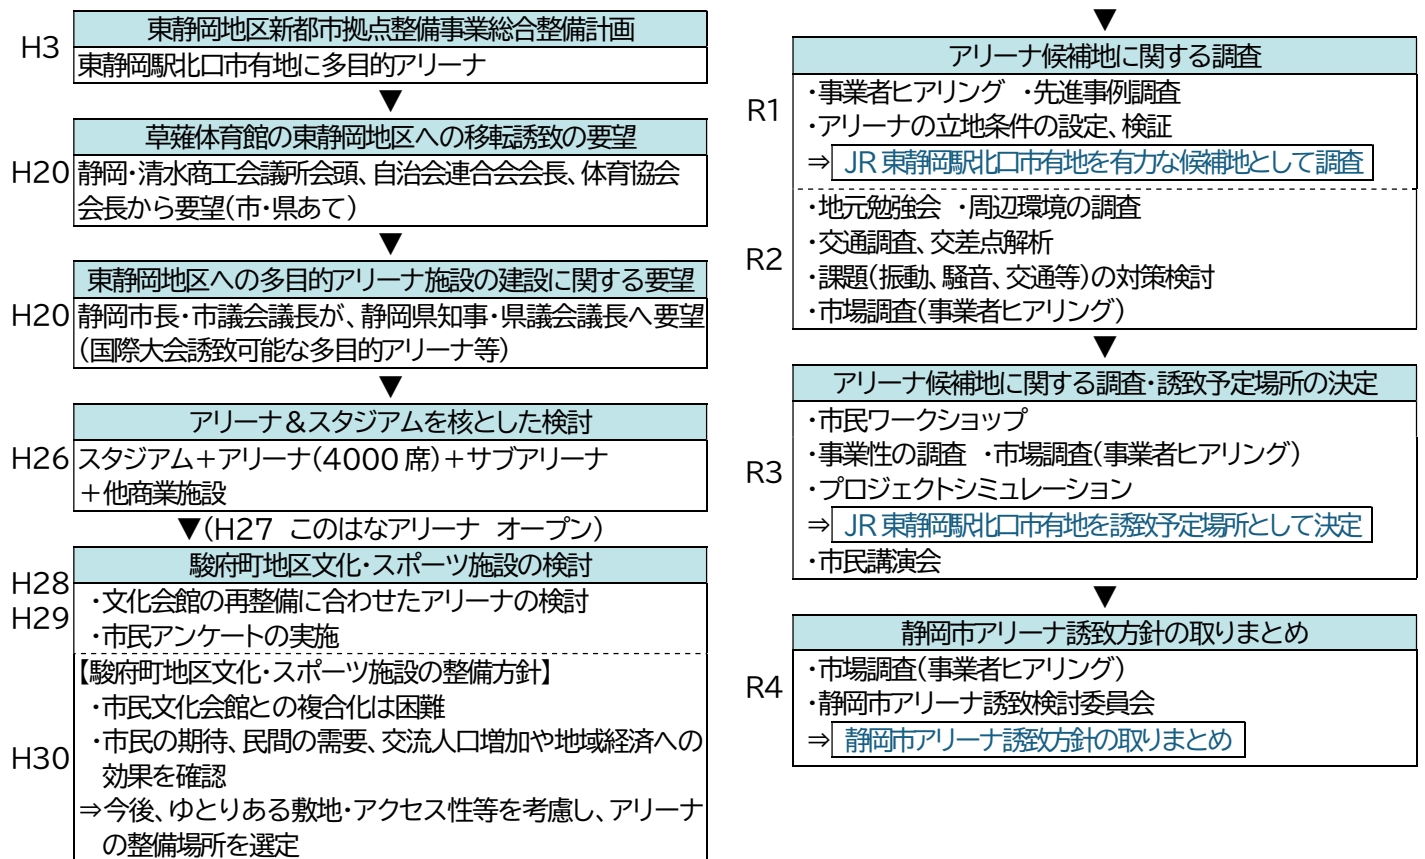 H3
東静岡地区新都市拠点整備事業総合整備計画
東静岡駅北口市有地に多目的アリーナ
▼
草薙体育館の東静岡地区への移転誘致の要望
H20
静岡・清水商工会議所会頭、自治会連合会会長、体育協会
会長から要望(市・県あて)
▼
東静岡地区への多目的アリーナ施設の建設に関する要望
H20
静岡市長・市議会議長が、静岡県知事・県議会議長へ要望
(国際大会誘致可能な多目的アリーナ等)
▼
アリーナ&スタジアムを核とした検討
H26
スタジアム+アリーナ(4000席)+サブアリーナ
+他商業施設
▼(H27 このはなアリーナ オープン)
駿府町地区文化・スポーツ施設の検討
H28
H29
・文化会館の再整備に合わせたアリーナの検討
・市民アンケートの実施
【駿府町地区文化・スポーツ施設の整備方針】
・市民文化会館との複合化は困難
H30
・市民の期待、民間の需要、交流人口増加や地域経済への
効果を確認
⇒今後、ゆとりある敷地・アクセス性等を考慮し、アリーナ
の整備場所を選定
▼
アリーナ候補地に関する調査
R1
・事業者ヒアリング ・先進事例調査
・アリーナの立地条件の設定、検証
⇒ JR東静岡駅北口市有地を有力な候補地として調査
R2
・地元勉強会 ・周辺環境の調査
・交通調査、交差点解析
・課題(振動、騒音、交通等)の対策検討
・市場調査(事業者ヒアリング)
▼
アリーナ候補地に関する調査・誘致予定場所の決定
R3
・市民ワークショップ
・事業性の調査 ・市場調査(事業者ヒアリング)
・プロジェクトシミュレーション
⇒ JR東静岡駅北口市有地を誘致予定場所として決定
・市民講演会
▼
静岡市アリーナ誘致方針の取りまとめ
R4
・市場調査(事業者ヒアリング)
・静岡市アリーナ誘致検討委員会
⇒ 静岡市アリーナ誘致方針の取りまとめ